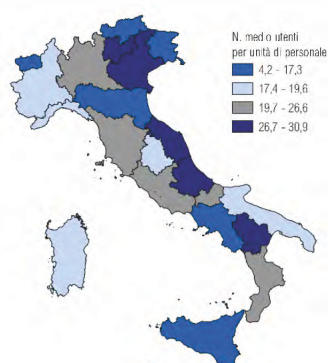 N. medio utenti
per unità di personale
4,2 - 17,3
17,4 - 19,6
19,7 - 26,6
26,7 - 30,9